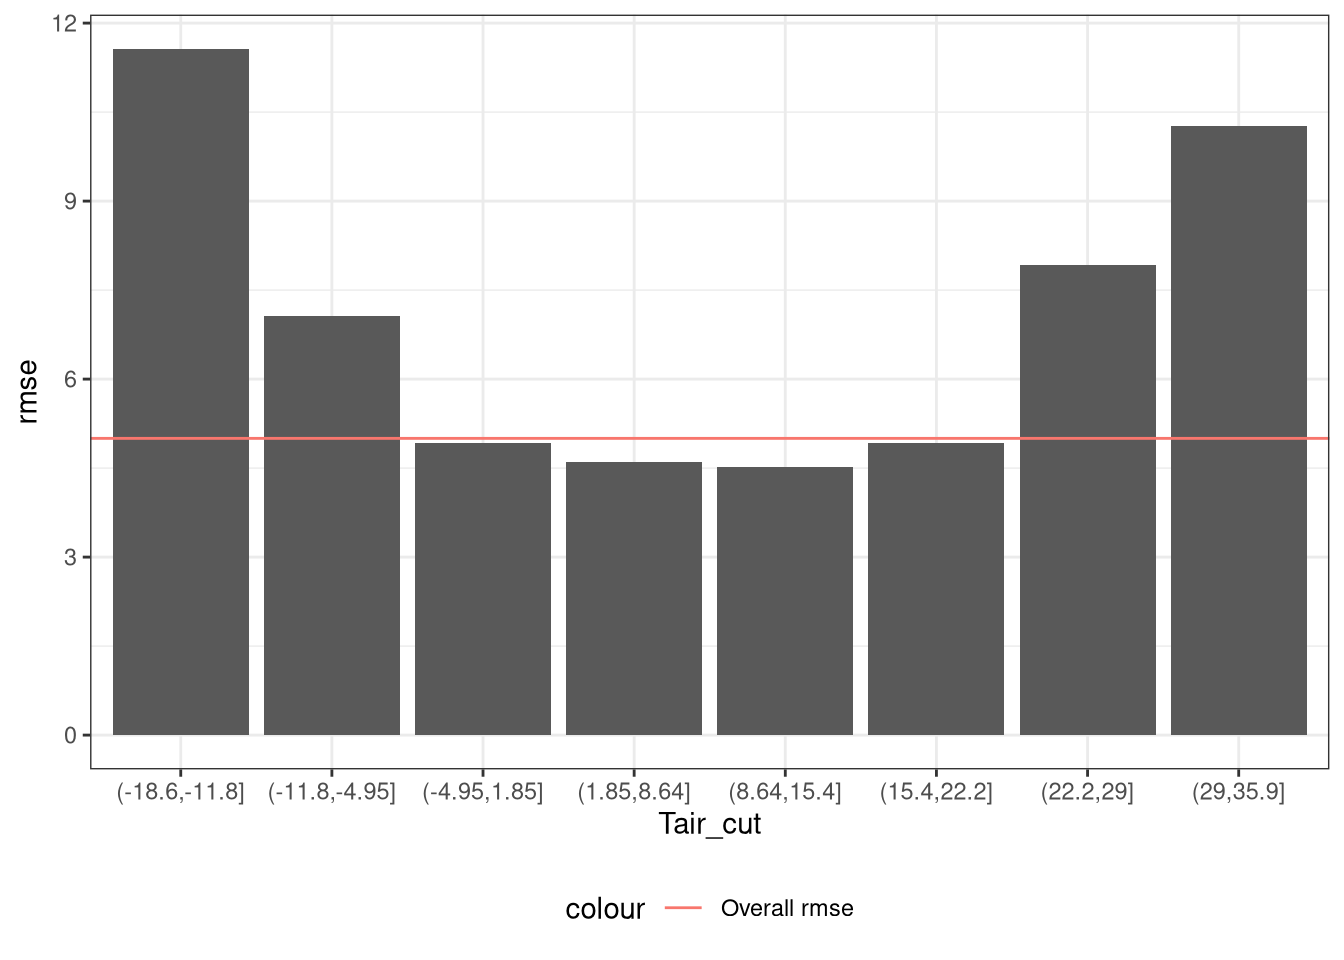 12
9
6
3
0
rmse
(-18.6,-11.8] (-11.8,-4.95] (-4.95,1.85] (1.85,8.64] (8.64,15.4] (15.4,22.2] (22.2,29] (29,35.9]
Tair_cut
colour Overall rmse